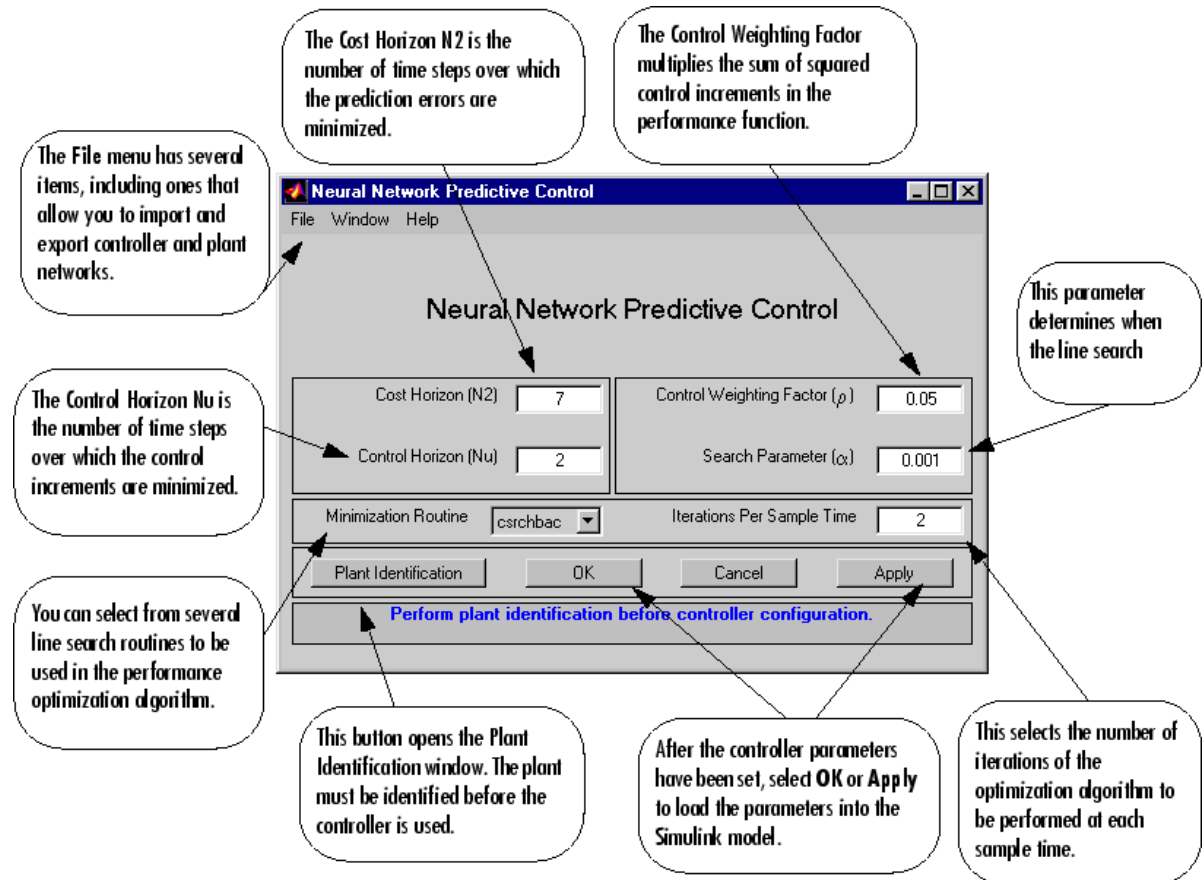 The Cost Horizon N2 is the
number of time steps over which
the prediction errors are
minimized.
The Control Weighting Factor
multiplies the sum of squared
control increments in the
performance function.
The File menu has several
items, including ones that
allow you to import and
export controller and plant
networks.
Neural Network Predictive Control
File Window Help
Neural Network Predictive Control
This parameter
determines when
the line search
The Control Horizon Nu is
the number of time steps
over which the control
increments are minimized.
Cost Horizon (N2) 7
Control Weighting Factor (ρ) 0.05
Control Horizon (Nu) 2
Search Parameter (α) 0.001
Minimization Routine csrchbac
Iterations Per Sample Time 2
Plant Identification OK Cancel Apply
Perform plant identification before controller configuration.
You can select from several
line search routines to be
used in the performance
optimization algorithm.
This button opens the Plant
Identification window. The plant
must be identified before the
controller is used.
After the controller parameters
have been set, select OK or Apply
to load the parameters into the
Simulink model.
This selects the number of
iterations of the
optimization algorithm to
be performed at each
sample time.